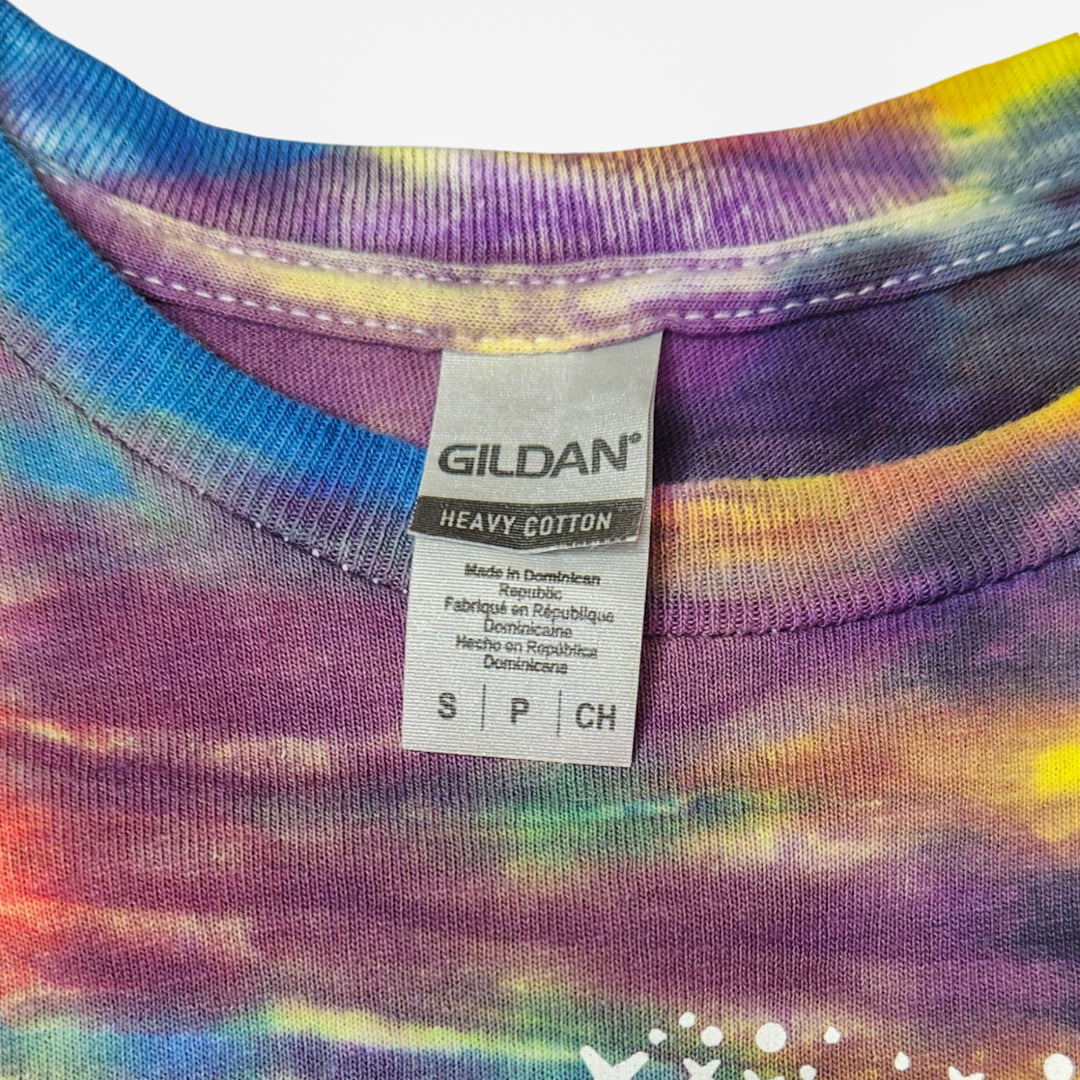 GILDAN®
HEAVY COTTON
Made in Dominican
Republic
Fabriqué en République
Dominicaine
Hecho en República
Dominicana
S | P | CH